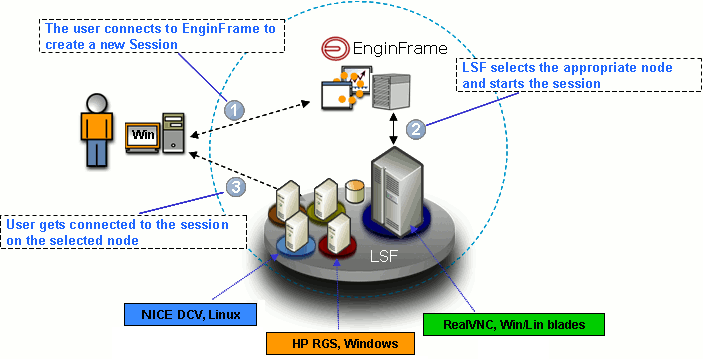 The user connects to EnginFrame to
create a new Session
EnginFrame
LSF selects the appropriate node
and starts the session
1
2
Win
3
User gets connected to the session
on the selected node
LSF
NICE DCV, Linux
RealVNC, Win/Lin blades
HP RGS, Windows